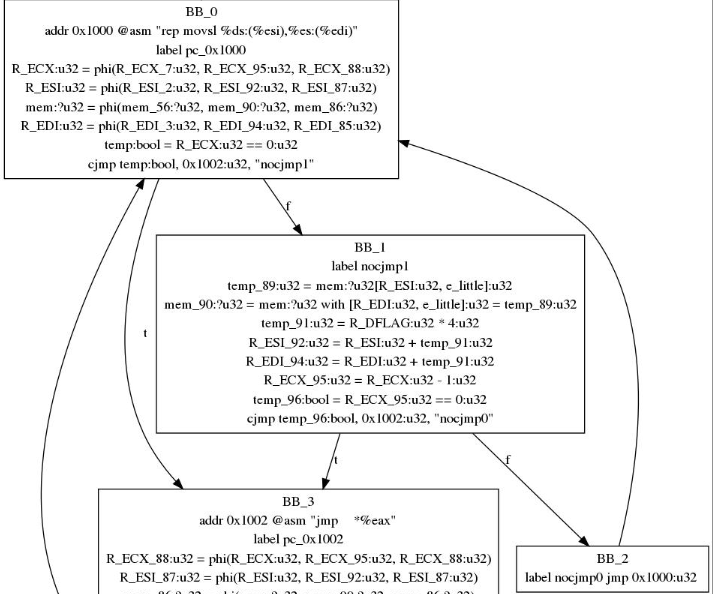 BB_0
addr 0x1000 @asm "rep movsl %ds:(%esi),%es:(%edi)"
label pc_0x1000
R_ECX:u32 = phi(R_ECX_7:u32, R_ECX_95:u32, R_ECX_88:u32)
R_ESI:u32 = phi(R_ESI_2:u32, R_ESI_92:u32, R_ESI_87:u32)
mem:?u32 = phi(mem_56:?u32, mem_90:?u32, mem_86:?u32)
R_EDI:u32 = phi(R_EDI_3:u32, R_EDI_94:u32, R_EDI_85:u32)
temp:bool = R_ECX:u32 == 0:u32
cjmp temp:bool, 0x1002:u32, "nocjmp1"
f
BB_1
label nocjmp1
temp_89:u32 = mem:?u32[R_ESI:u32, e_little]:u32
mem_90:?u32 = mem:?u32 with [R_EDI:u32, e_little]:u32 = temp_89:u32
temp_91:u32 = R_DFLAG:u32 * 4:u32
R_ESI_92:u32 = R_ESI:u32 + temp_91:u32
R_EDI_94:u32 = R_EDI:u32 + temp_91:u32
R_ECX_95:u32 = R_ECX:u32 - 1:u32
temp_96:bool = R_ECX_95:u32 == 0:u32
cjmp temp_96:bool, 0x1002:u32, "nocjmp0"
t
t
f
BB_3
addr 0x1002 @asm "jmp    *%eax"
label pc_0x1002
R_ECX_88:u32 = phi(R_ECX:u32, R_ECX_95:u32, R_ECX_88:u32)
R_ESI_87:u32 = phi(R_ESI:u32, R_ESI_92:u32, R_ESI_87:u32)
BB_2
label nocjmp0 jmp 0x1000:u32